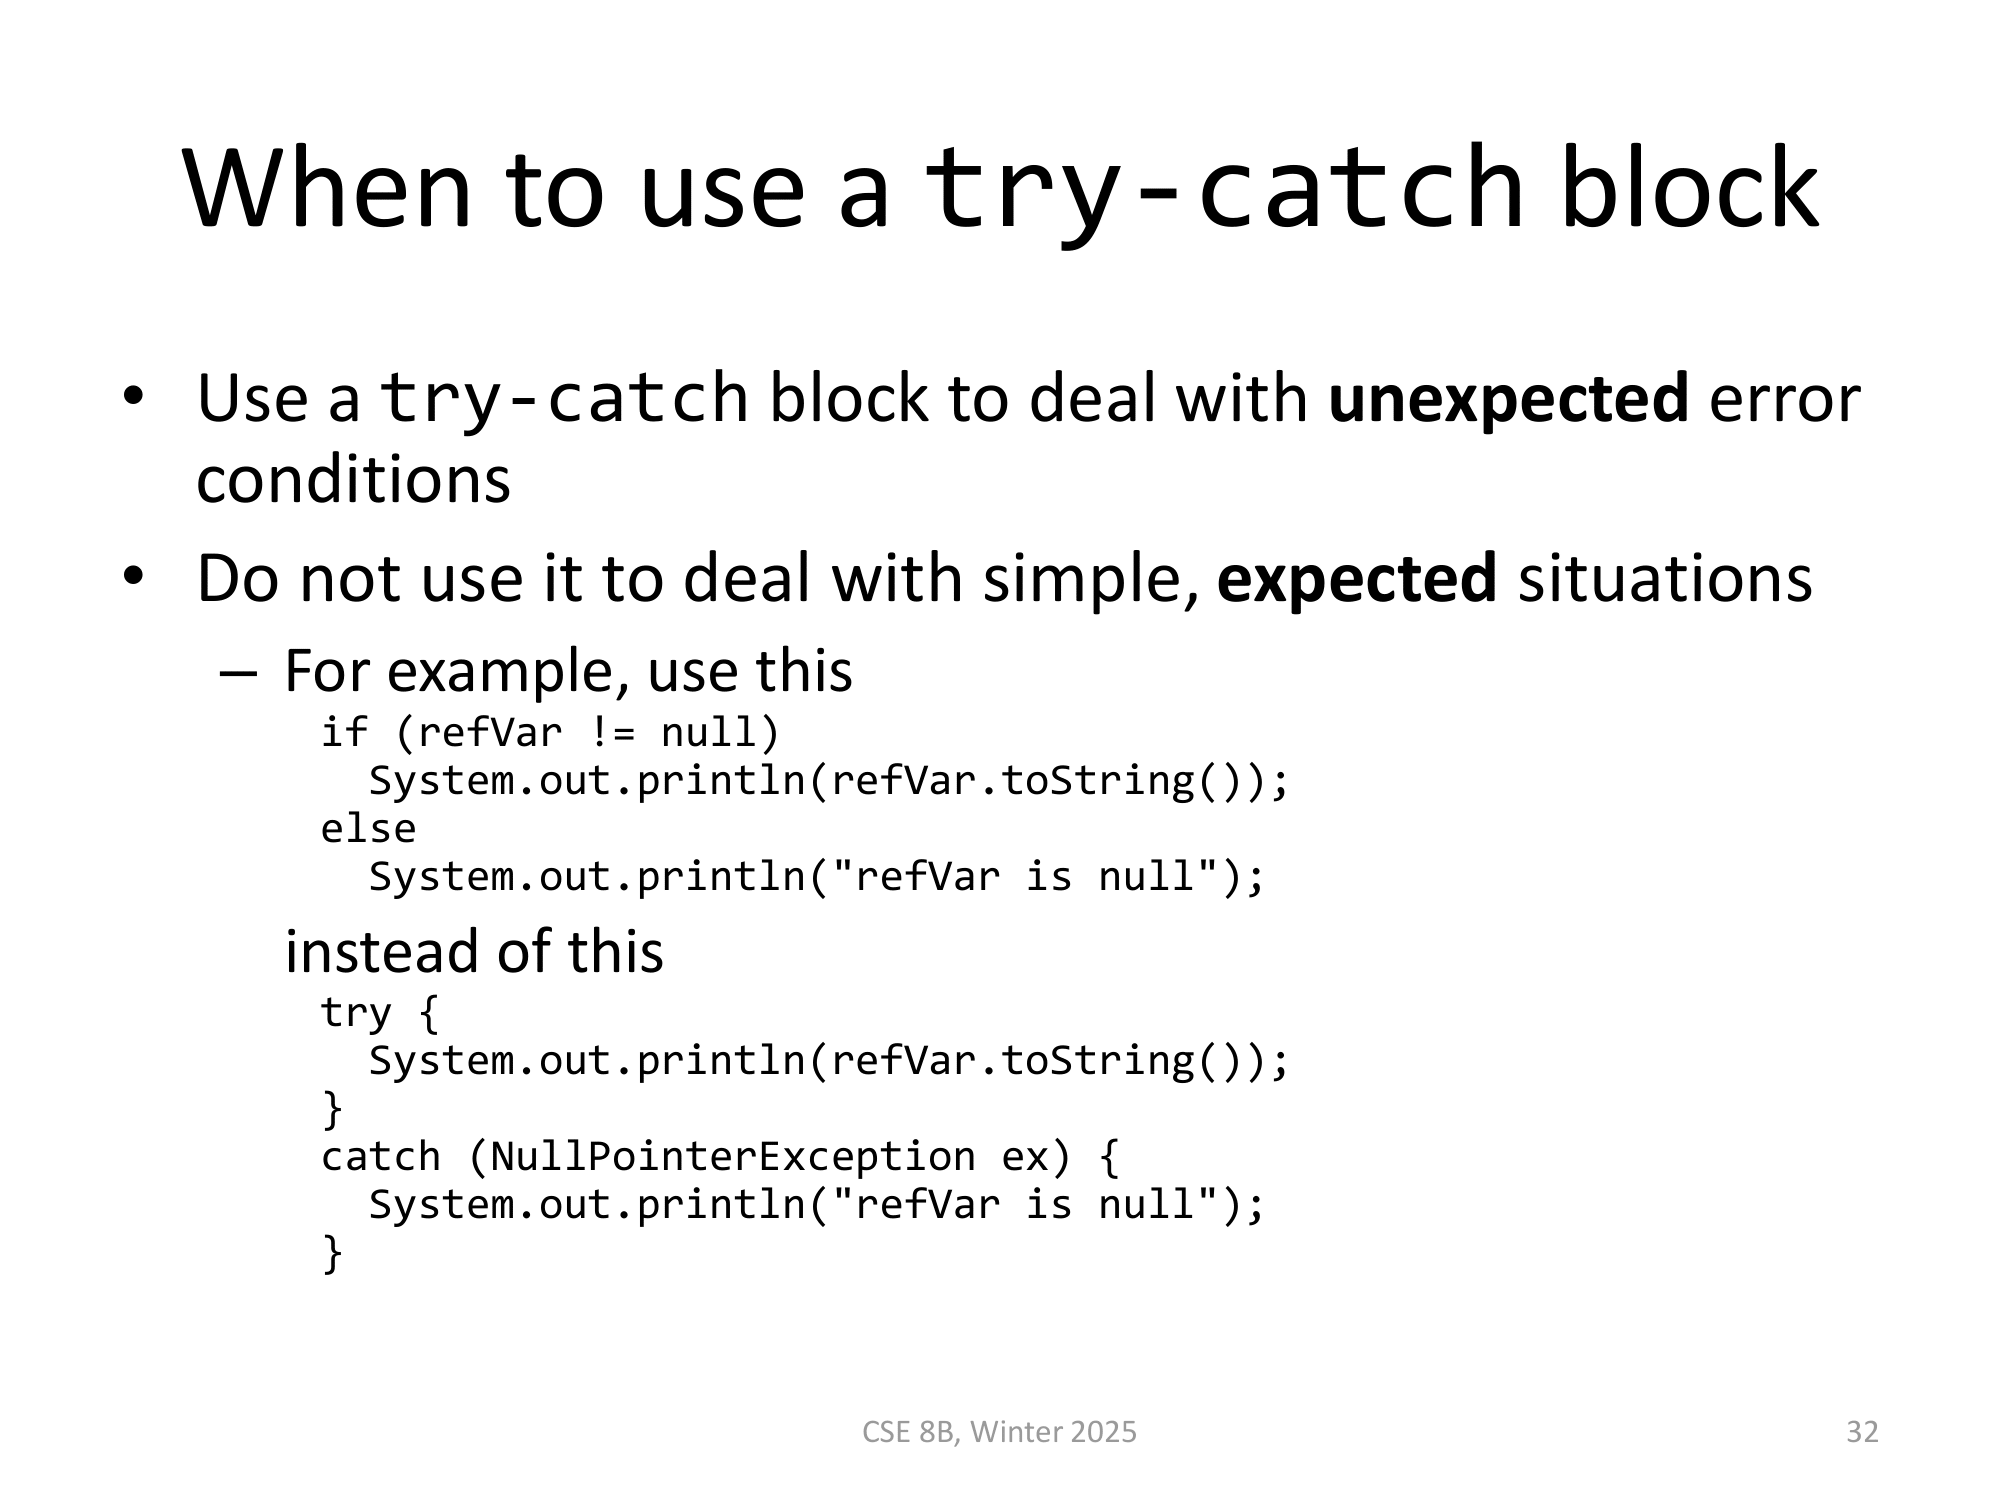 When to use a try-catch block
• Use a try-catch block to deal with unexpected error
conditions
• Do not use it to deal with simple, expected situations
– For example, use this
if (refVar != null)
  System.out.println(refVar.toString());
else
  System.out.println("refVar is null");
instead of this
try {
  System.out.println(refVar.toString());
}
catch (NullPointerException ex) {
  System.out.println("refVar is null");
}
CSE 8B, Winter 2025
32